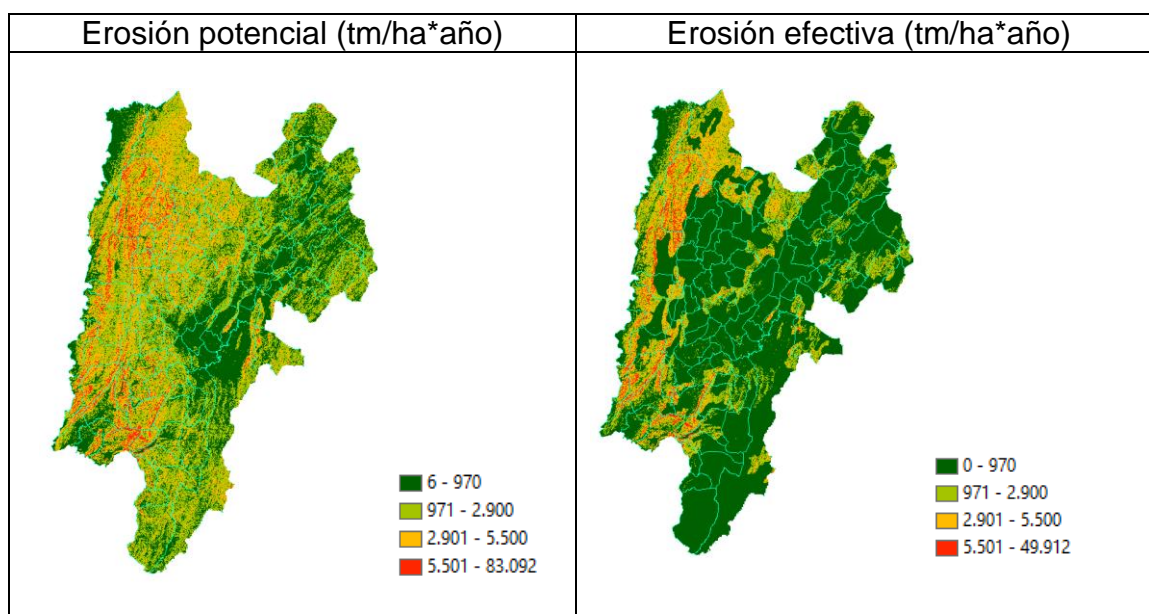 Erosión potencial (tm/ha*año)
Erosión efectiva (tm/ha*año)
6 - 970
971 - 2.900
2.901 - 5.500
5.501 - 83.092
0 - 970
971 - 2.900
2.901 - 5.500
5.501 - 49.912